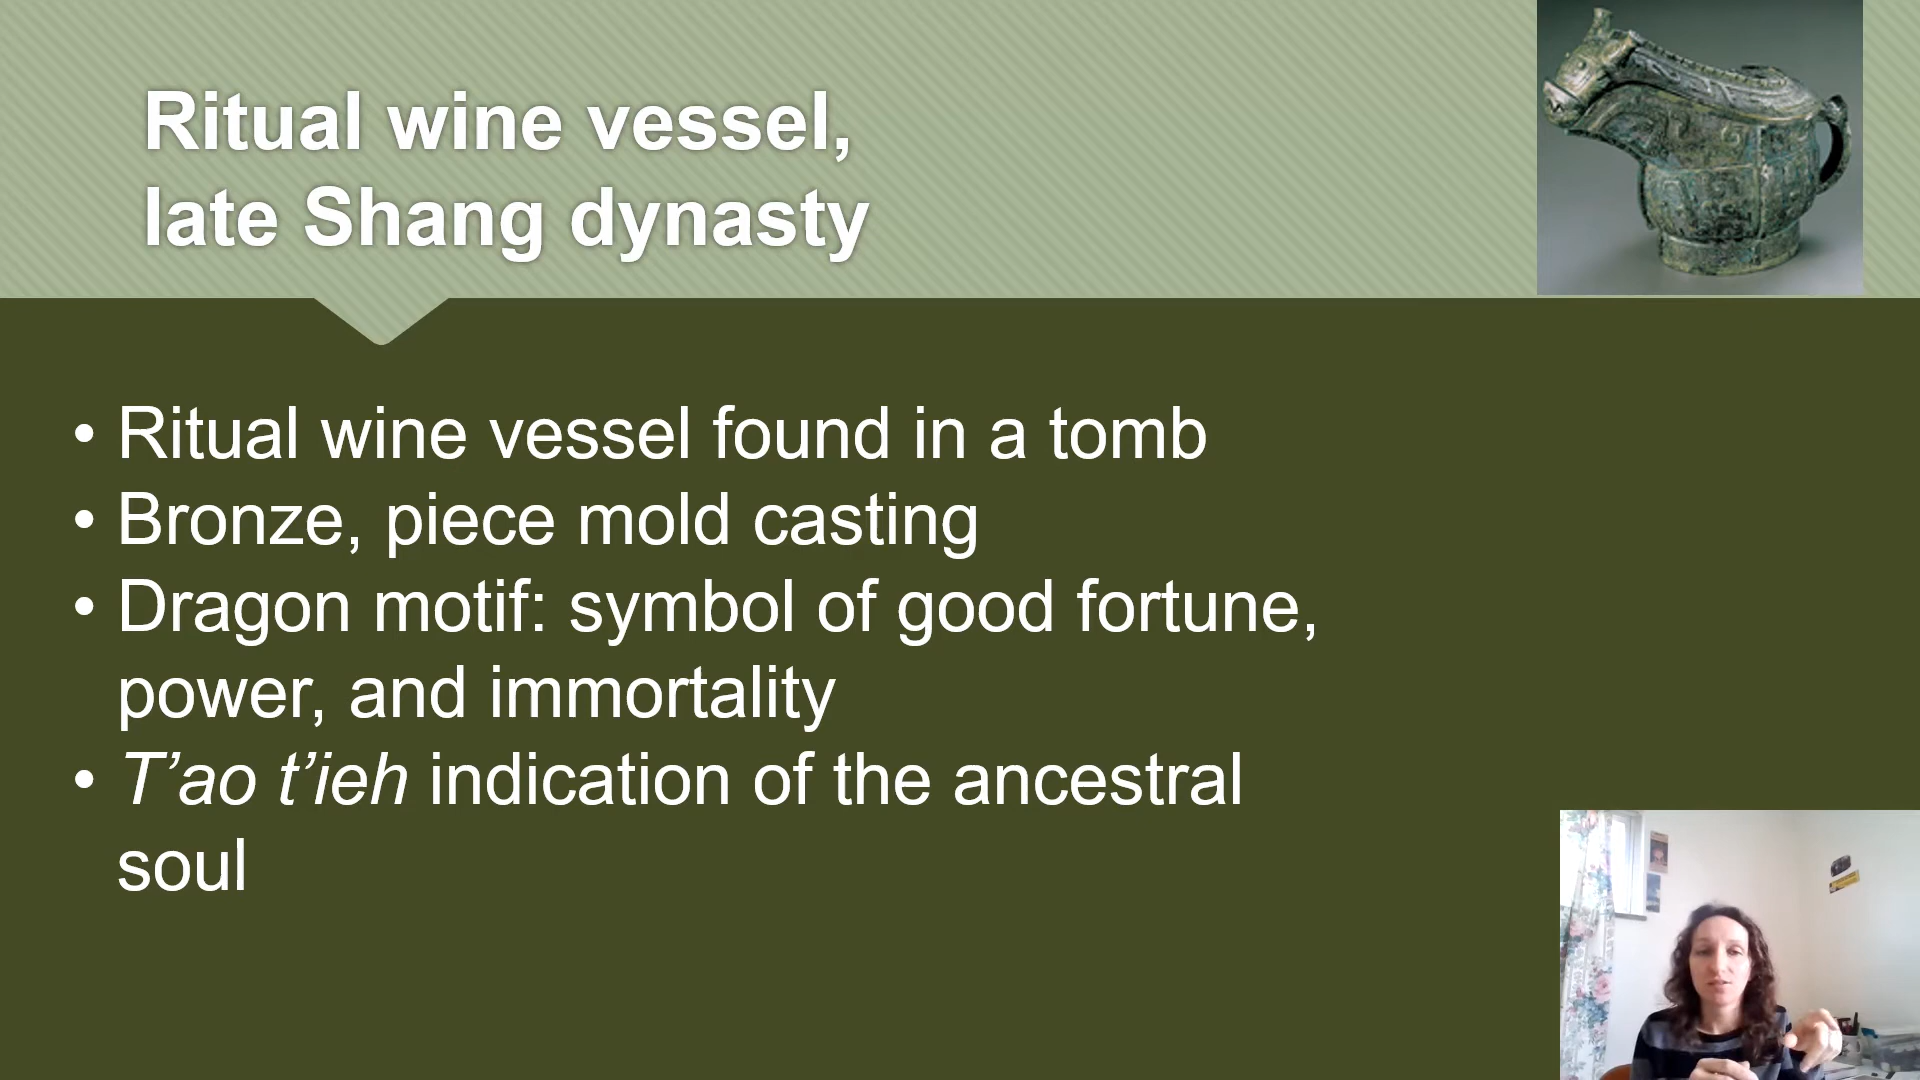 Ritual wine vessel,
late Shang dynasty
• Ritual wine vessel found in a tomb
• Bronze, piece mold casting
• Dragon motif: symbol of good fortune,
power, and immortality
• T’ao t’ieh indication of the ancestral
soul